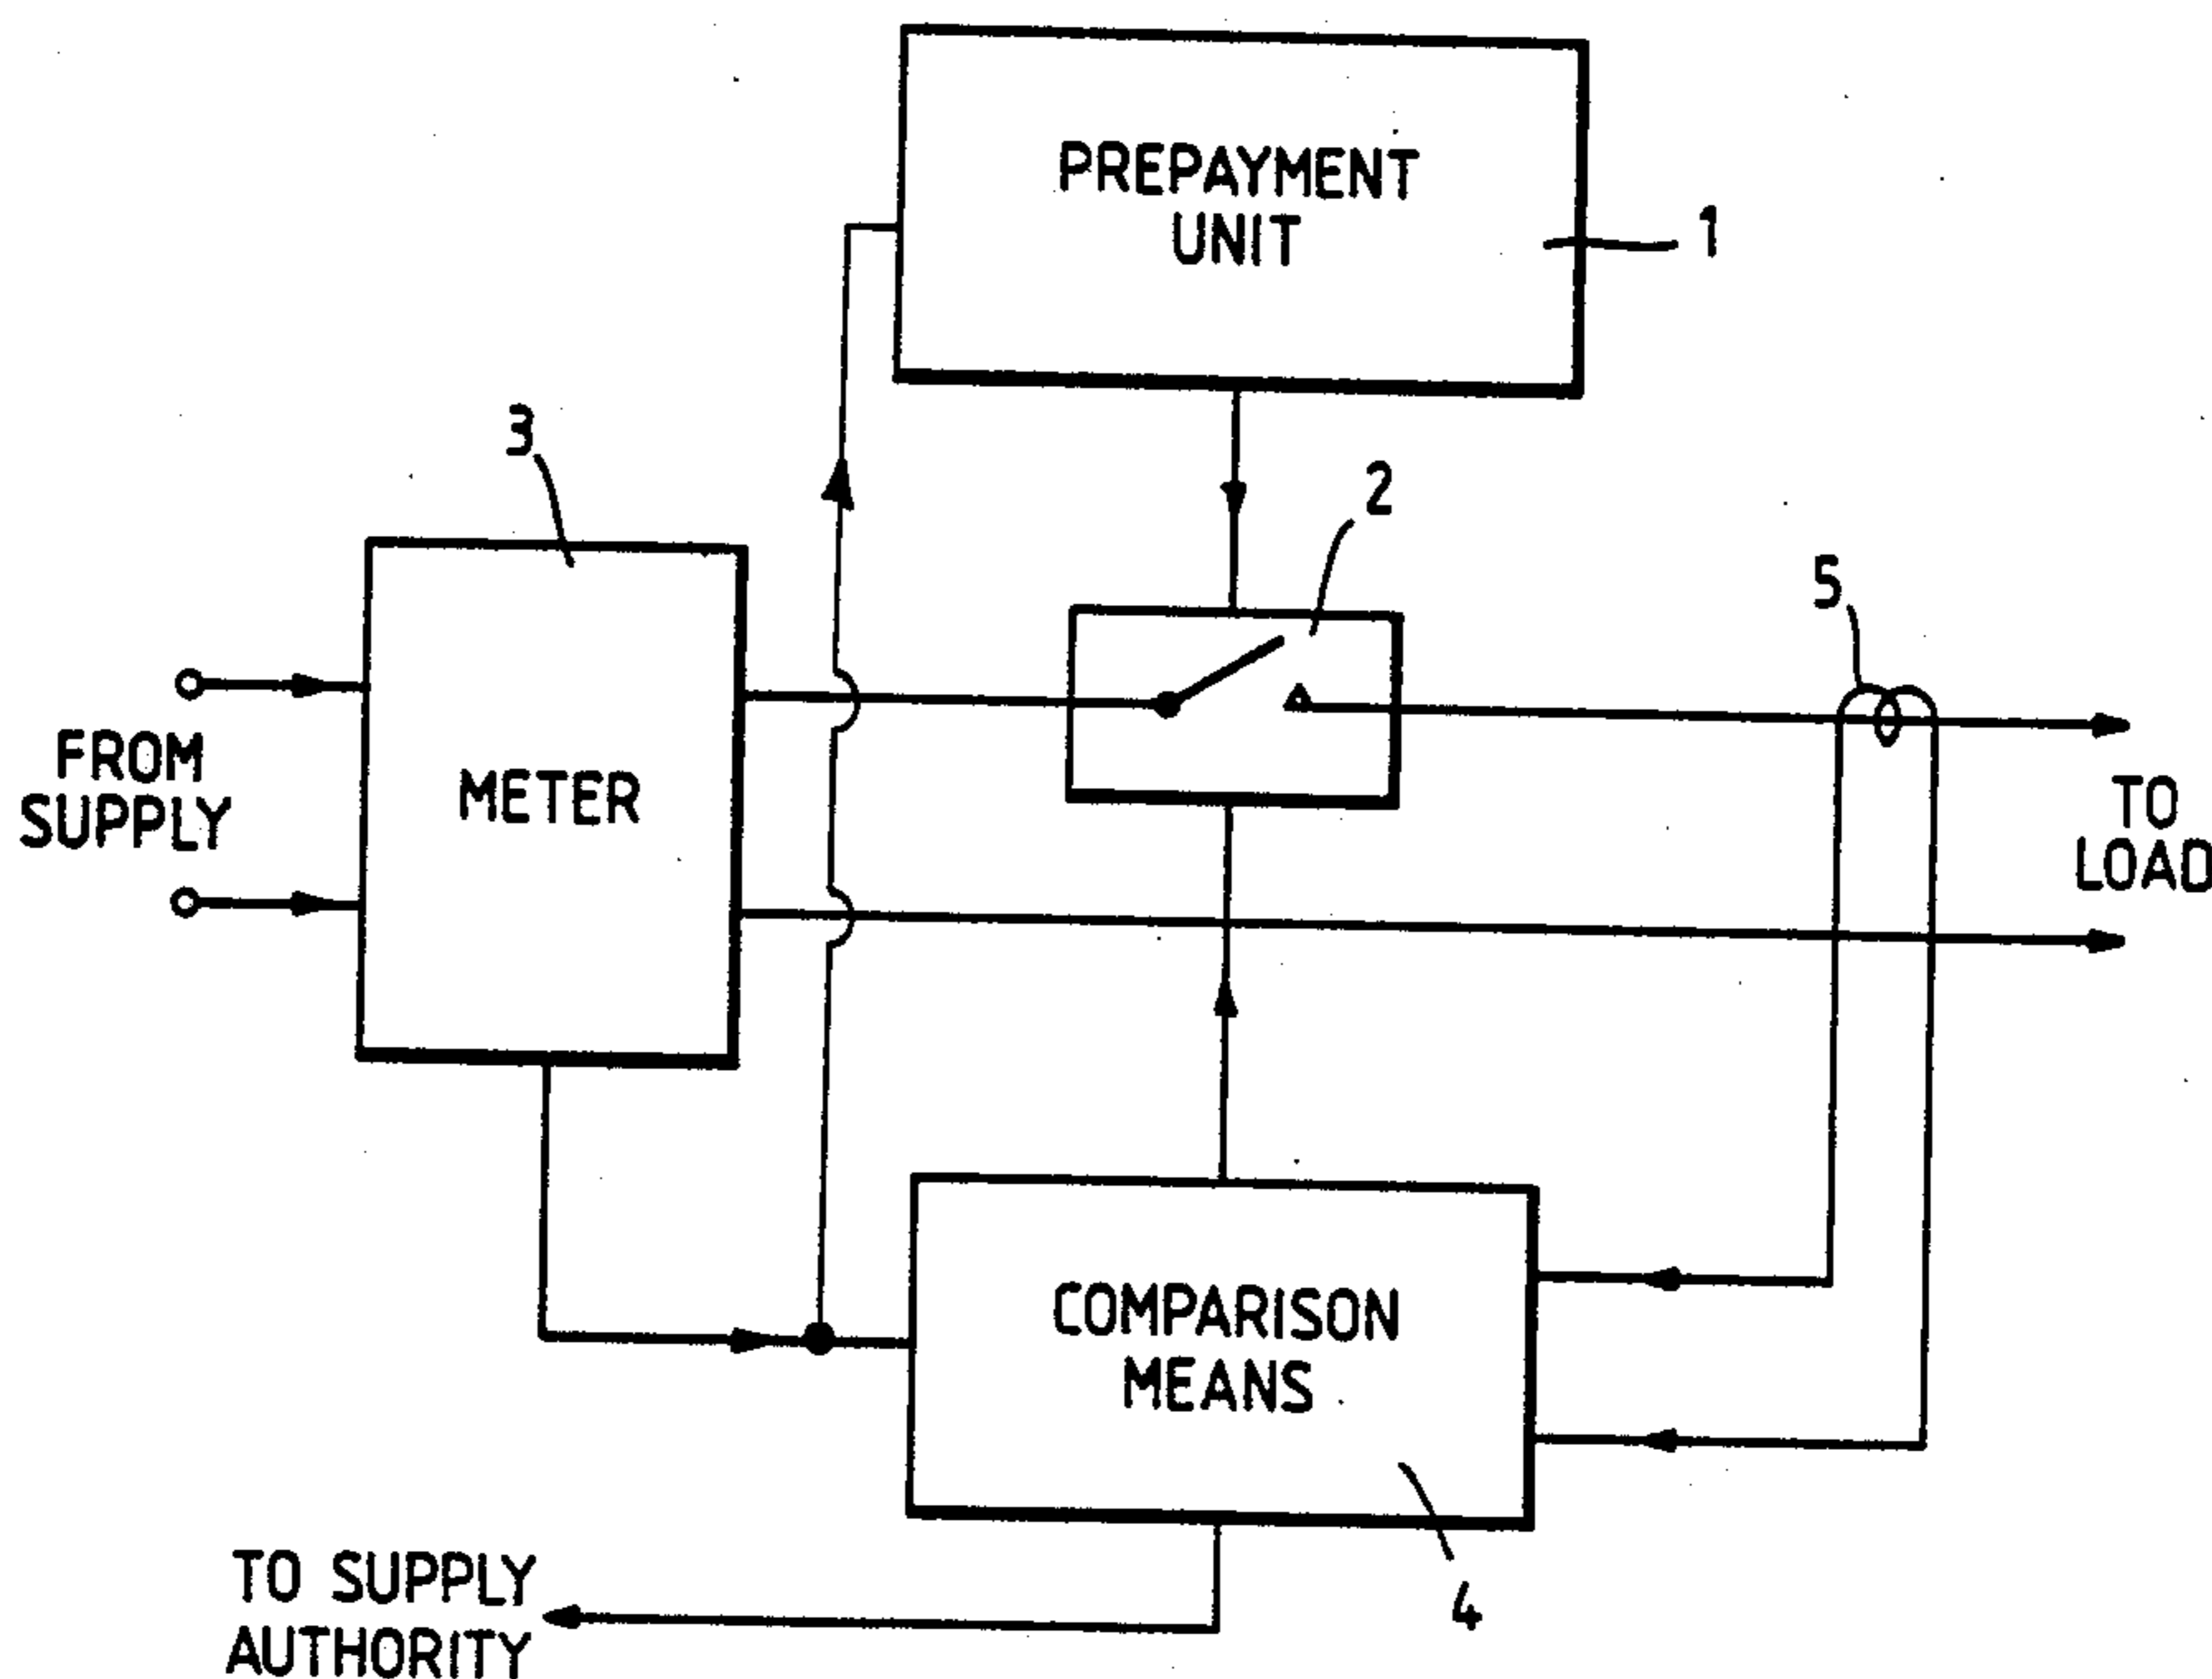 PREPAYMENT
UNIT
1
3
2
5
FROM
SUPPLY
METER
TO
LOAD
COMPARISON
MEANS
4
TO SUPPLY
AUTHORITY